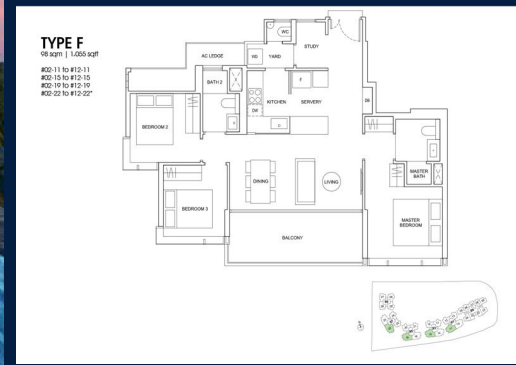 TYPE F
98 sqm | 1,055 sqft
#02-11 to #12-11
#02-15 to #12-15
#02-19 to #12-19
#02-22 to #12-22*
WC
STUDY
AC LEDGE
WD
YARD
BATH 2
F
KITCHEN
SERVERY
DW
SB
BEDROOM 2
MASTER BATH
DINING
LIVING
BEDROOM 3
MASTER BEDROOM
BALCONY